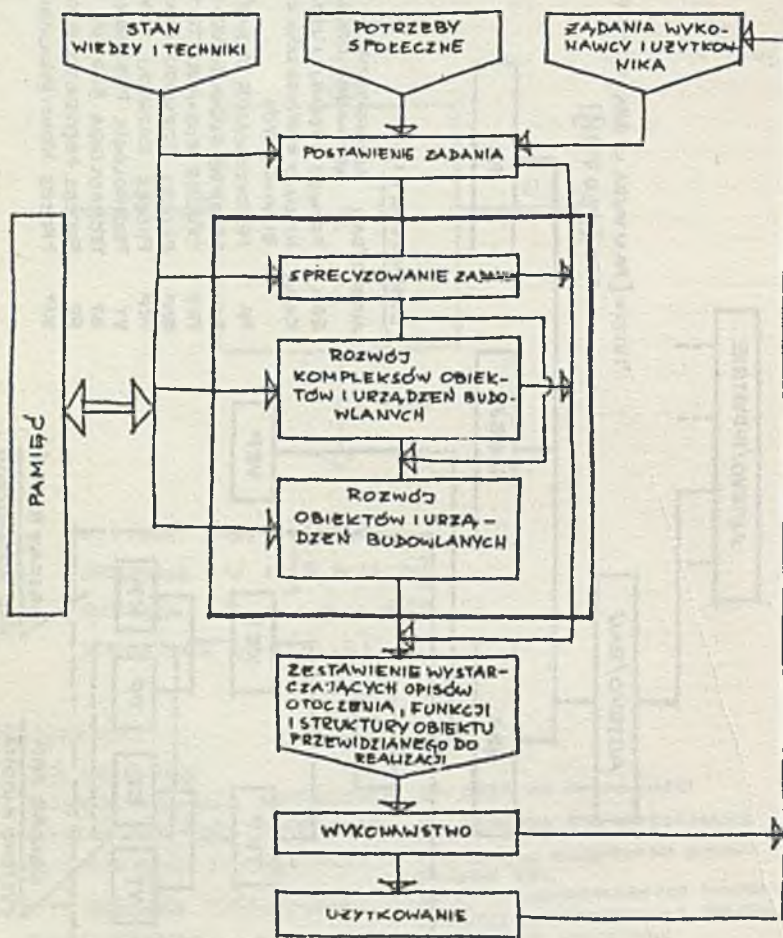 STAN
WIEDZY I TECHNIKI
POTRZEBY
SPOŁECZNE
ŻĄDANIA WYKO-
NAWCY I UŻYTKOW-
NIKA
POSTAWIENIE ZADANIA
SPRECYZOWANIE ZADANIA
ROZWÓJ
KOMPLEKSÓW OBIEK-
TÓW I URZĄDZEŃ BUDO-
WLANYCH
PAMIĘĆ
ROZWÓJ
OBIEKTÓW I URZĄ-
DZEŃ BUDOWLANYCH
ZESTAWIENIE WYSTAR-
CZAJĄCYCH OPISÓW
OTOCZENIA, FUNKCJI
I STRUKTURY OBIEKTU
PRZEWIDZIANEGO DO
REALIZACJI
WYKONAWSTWO
UŻYTKOWANIE